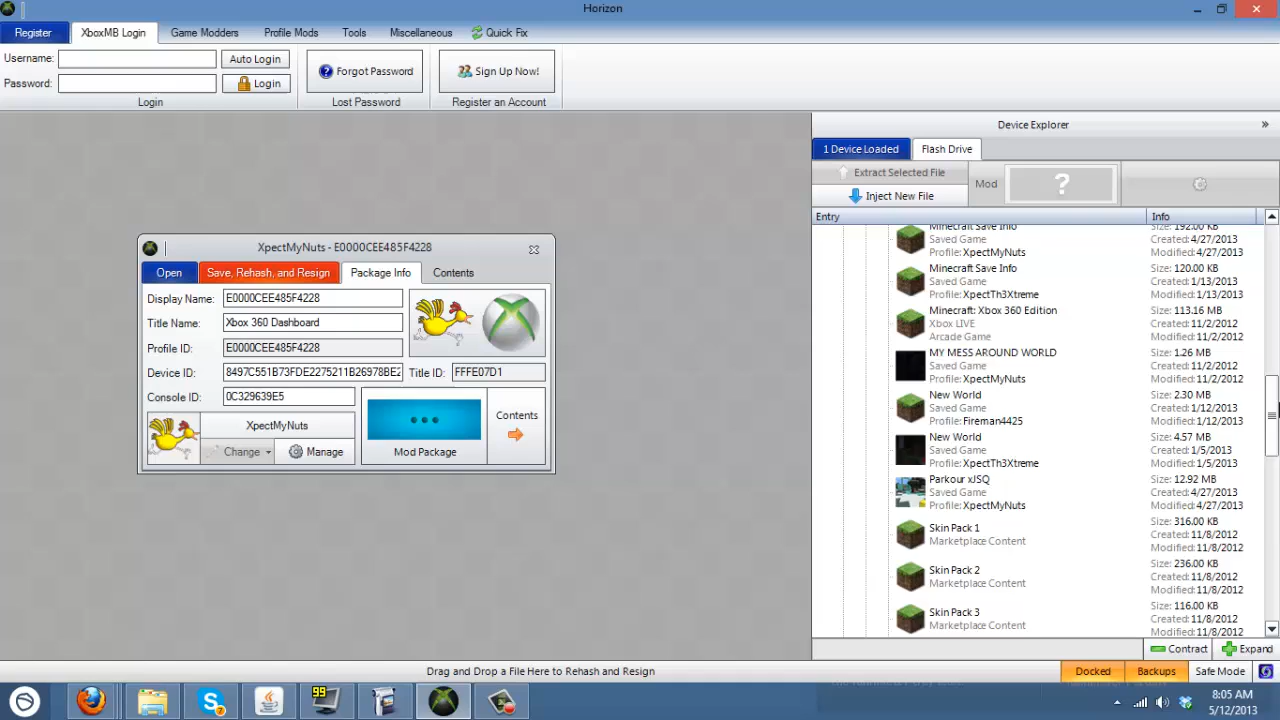 Horizon
Register
XboxMB Login
Game Modders
Profile Mods
Tools
Miscellaneous
Quick Fix
Username:
Auto Login
Password:
Login
Login
Forgot Password
Lost Password
Sign Up Now!
Register an Account
Device Explorer
»
1 Device Loaded
Flash Drive
Extract Selected File
Inject New File
Mod
?
Entry
Info
Minecraft Save Info
Size: 192.00 KB
Saved Game
Created: 4/27/2013
Profile: XpectMyNuts
Modified: 4/27/2013
Minecraft Save Info
Size: 120.00 KB
Saved Game
Created: 1/13/2013
Profile: XpectTh3Xtreme
Modified: 1/13/2013
Minecraft: Xbox 360 Edition
Size: 113.16 MB
Xbox LIVE
Created: 11/2/2012
Arcade Game
Modified: 11/2/2012
MY MESS AROUND WORLD
Size: 1.26 MB
Saved Game
Created: 11/2/2012
Profile: XpectMyNuts
Modified: 11/2/2012
New World
Size: 2.30 MB
Saved Game
Created: 1/12/2013
Profile: Fireman4425
Modified: 1/12/2013
New World
Size: 4.57 MB
Saved Game
Created: 1/5/2013
Profile: XpectTh3Xtreme
Modified: 1/5/2013
Parkour xJSQ
Size: 12.92 MB
Saved Game
Created: 4/27/2013
Profile: XpectMyNuts
Modified: 4/27/2013
Skin Pack 1
Size: 316.00 KB
Marketplace Content
Created: 11/8/2012
Modified: 11/8/2012
Skin Pack 2
Size: 236.00 KB
Marketplace Content
Created: 11/8/2012
Modified: 11/8/2012
Skin Pack 3
Size: 116.00 KB
Marketplace Content
Created: 11/8/2012
Modified: 11/8/2012
Contract
Expand
XpectMyNuts - E0000CEE485F4228
Open
Save, Rehash, and Resign
Package Info
Contents
Display Name: E0000CEE485F4228
Title Name: Xbox 360 Dashboard
Profile ID: E0000CEE485F4228
Device ID: 8497C551B73FDE2275211B26978BE2
Title ID: FFFE07D1
Console ID: 0C329639E5
XpectMyNuts
Change
Manage
Mod Package
Contents
Drag and Drop a File Here to Rehash and Resign
Docked
Backups
Safe Mode
99
2
8:05 AM
5/12/2013